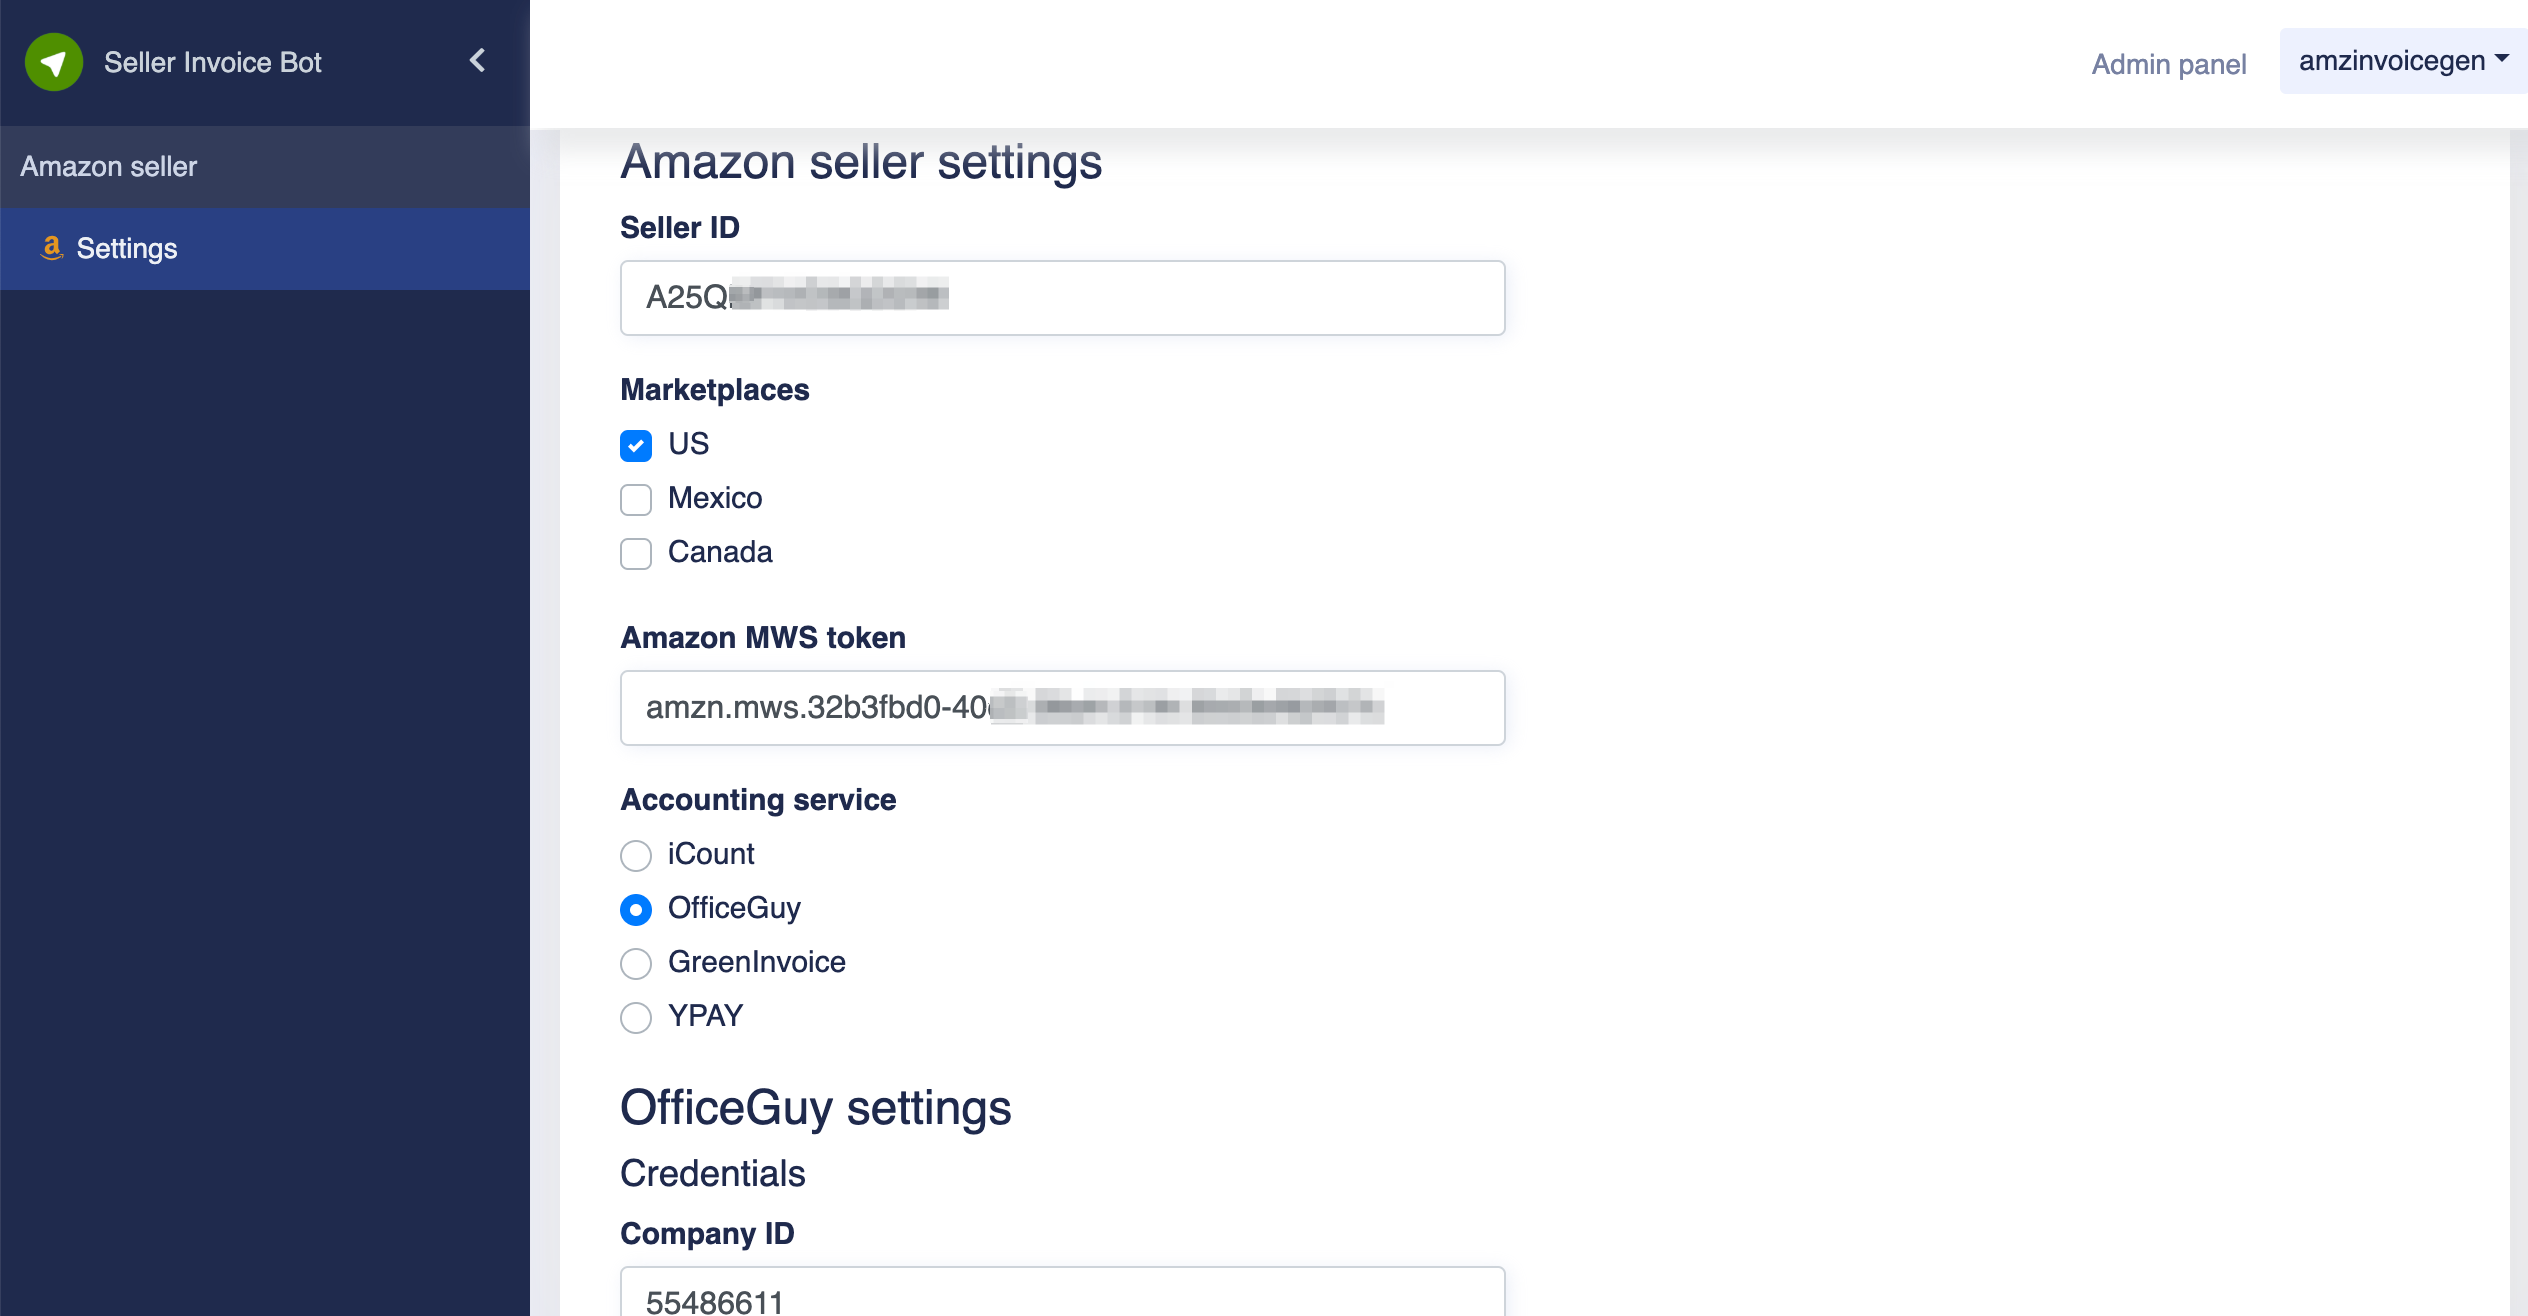 Seller Invoice Bot
Admin panel
amzinvoicegen
Amazon seller
Settings
Amazon seller settings
Seller ID
A25Q
Marketplaces
US
Mexico
Canada
Amazon MWS token
amzn.mws.32b3fbd0-40
Accounting service
iCount
OfficeGuy
GreenInvoice
YPAY
OfficeGuy settings
Credentials
Company ID
55486611